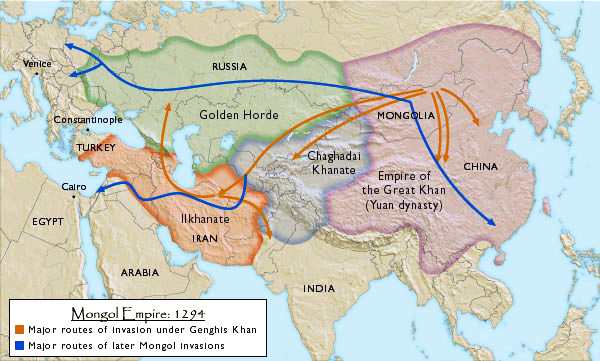 RUSSIA
Venice
Golden Horde
MONGOLIA
Constantinople
TURKEY
Chaghadai
Khanate
CHINA
Empire of
the Great Khan
(Yuan dynasty)
Cairo
Ilkhanate
IRAN
EGYPT
ARABIA
INDIA
Mongol Empire: 1294
Major routes of invasion under Genghis Khan
Major routes of later Mongol invasions